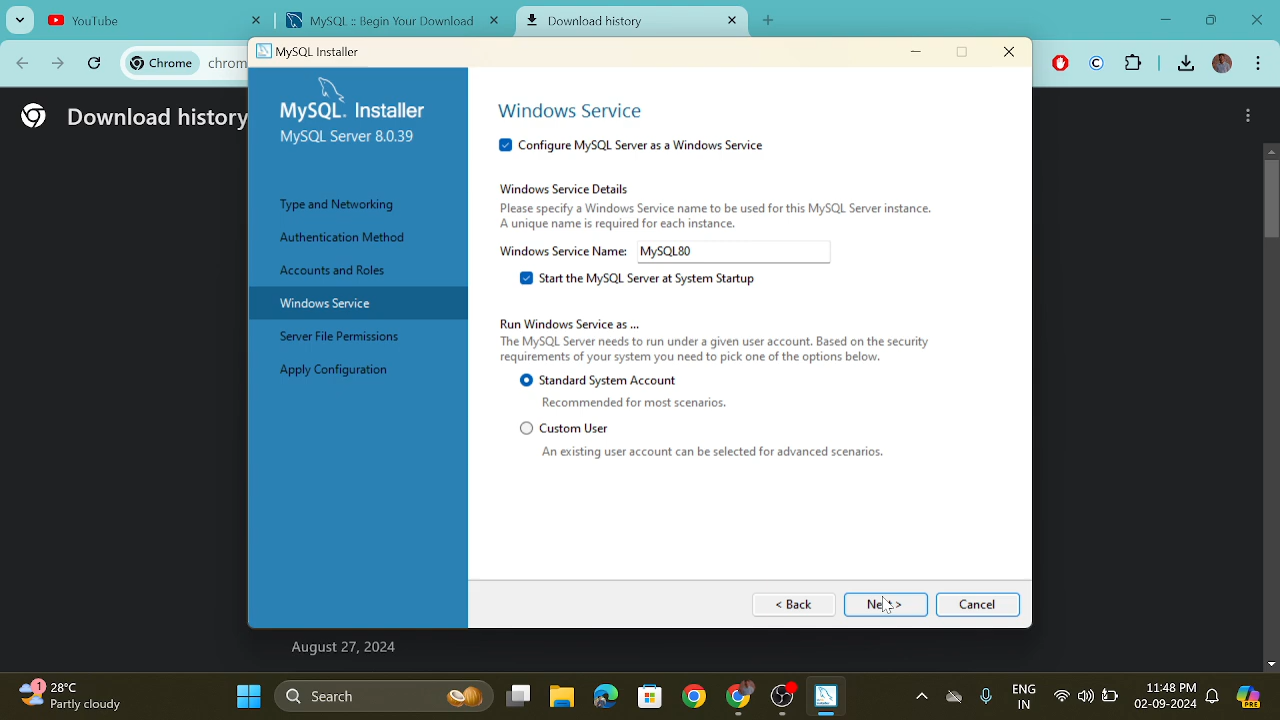 YouTube
MySQL :: Begin Your Download
Download history
MySQL Installer
Chrome
chrom
Download history
MySQL. Installer
MySQL Server 8.0.39
Type and Networking
Authentication Method
Accounts and Roles
Windows Service
Server File Permissions
Apply Configuration
Windows Service
Configure MySQL Server as a Windows Service
Windows Service Details
Please specify a Windows Service name to be used for this MySQL Server instance.
A unique name is required for each instance.
Windows Service Name: MySQL80
Start the MySQL Server at System Startup
Run Windows Service as ...
The MySQL Server needs to run under a given user account. Based on the security
requirements of your system you need to pick one of the options below.
Standard System Account
Recommended for most scenarios.
Custom User
An existing user account can be selected for advanced scenarios.
< Back
Next >
Cancel
August 27, 2024
1
28°C
Partly cloudy
Search
ENG
IN
11:48 PM
02-09-2024
PRE